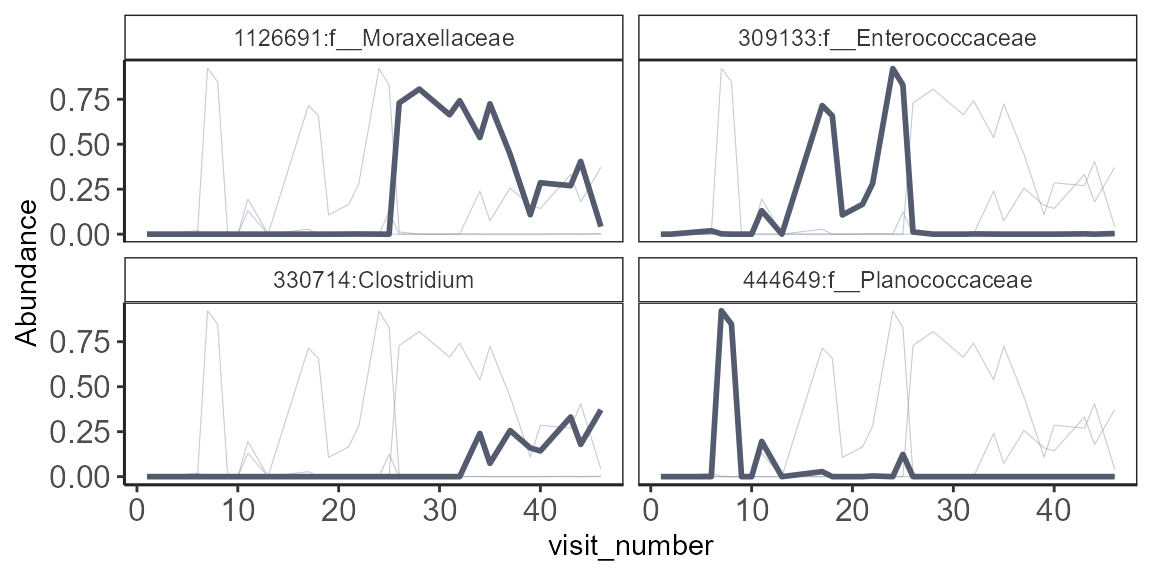 1126691:f__Moraxellaceae
309133:f__Enterococcaceae
0.75
0.50
0.25
0.00
330714:Clostridium
444649:f__Planococcaceae
0.75
0.50
0.25
0.00
Abundance
0 10 20 30 40
0 10 20 30 40
visit_number